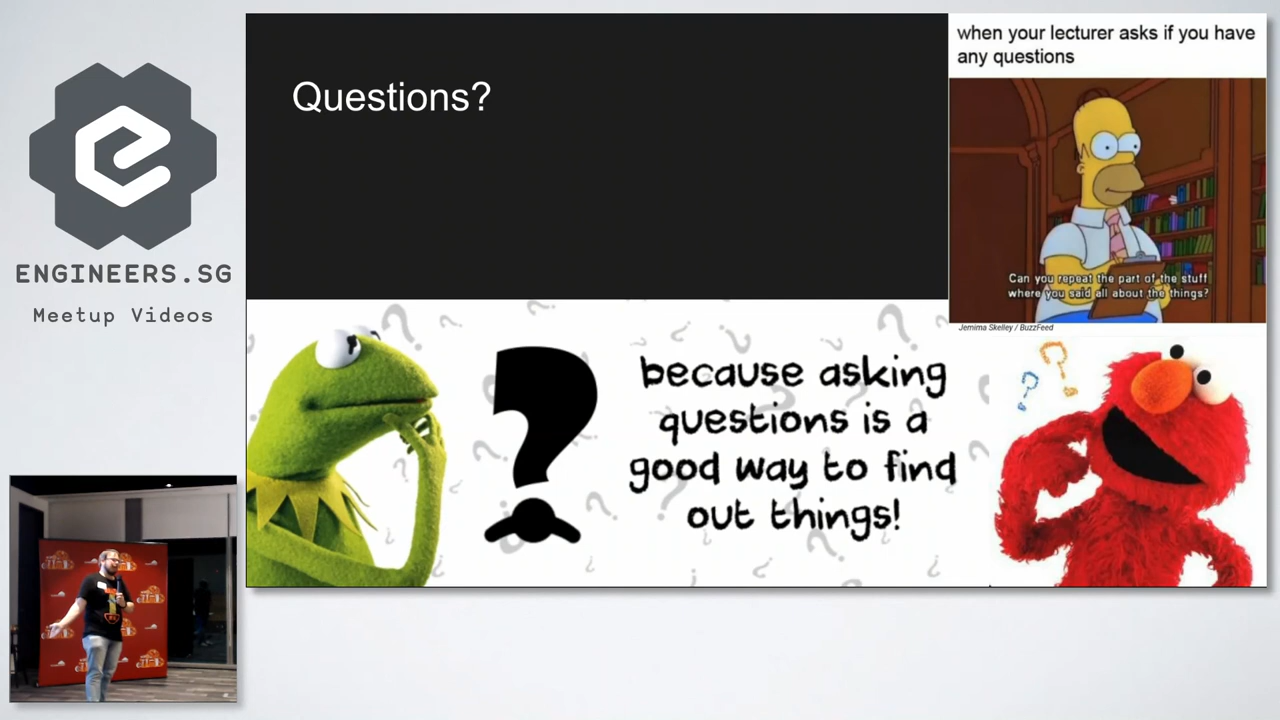 ENGINEERS.SG
Meetup Videos
Questions?
when your lecturer asks if you have
any questions
Can you repeat the part of the stuff
where you said all about the things?
Jemima Skelley / BuzzFeed
?
because asking
questions is a
good way to find
out things!